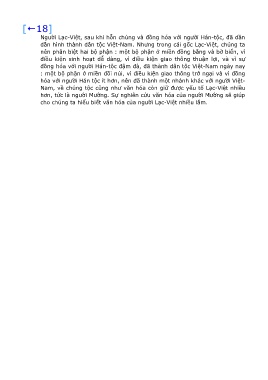 [←18]
Người Lạc-Việt, sau khi hỗn chủng và đồng hóa với người Hán-tộc, đã dần
dần hình thành dân tộc Việt-Nam. Nhưng trong cái gốc Lạc-Việt, chúng ta
nên phân biệt hai bộ phận : một bộ phận ở miền đồng bằng và bờ biển, vì
điều kiện sinh hoạt dễ dàng, vì điều kiện giao thông thuận lợi, và vì sự
đồng hóa với người Hán-tộc đậm đà, đã thành dân tộc Việt-Nam ngày nay
; một bộ phận ở miền đồi núi, vì điều kiện giao thông trở ngại và vì đồng
hóa với người Hán tộc ít hơn, nên đã thành một nhánh khác với người Việt-
Nam, về chủng tộc cũng như văn hóa còn giữ được yếu tố Lạc-Việt nhiều
hơn, tức là người Mường. Sự nghiên cứu văn hóa của người Mường sẽ giúp
cho chúng ta hiểu biết văn hóa của người Lạc-Việt nhiều lắm.